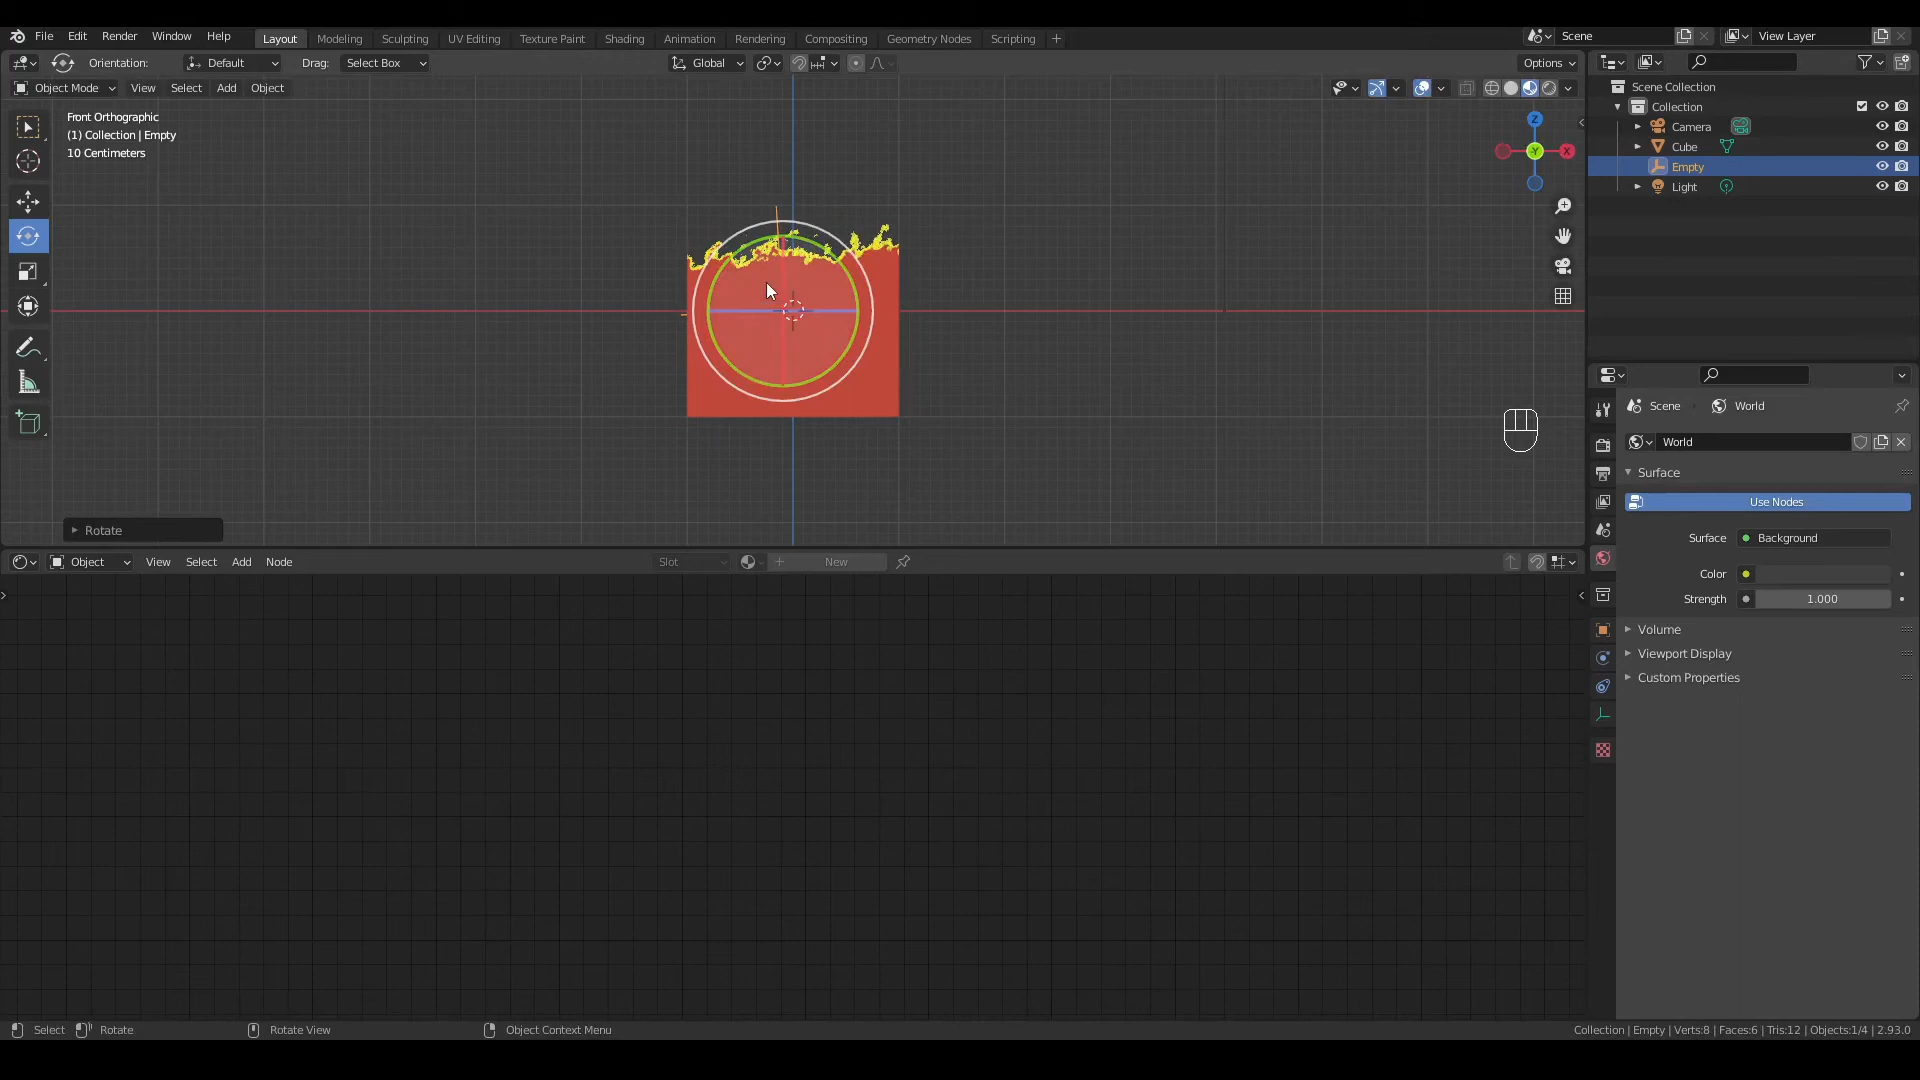 File Edit Render Window Help Layout Modeling Sculpting UV Editing Texture Paint Shading Animation Rendering Compositing Geometry Nodes Scripting + Scene View Layer
Orientation: Default Drag: Select Box Global Options
Object Mode View Select Add Object
Front Orthographic
(1) Collection | Empty
10 Centimeters
Z
Y
X
Rotate
Scene Collection
Collection
Camera
Cube
Empty
Light
Scene World
World
Surface
Use Nodes
Surface Background
Color
Strength 1.000
Volume
Viewport Display
Custom Properties
Object View Select Add Node Slot New
Select Rotate Rotate View Object Context Menu Collection | Empty | Verts:8 | Faces:6 | Tris:12 | Objects:1/4 | 2.93.0